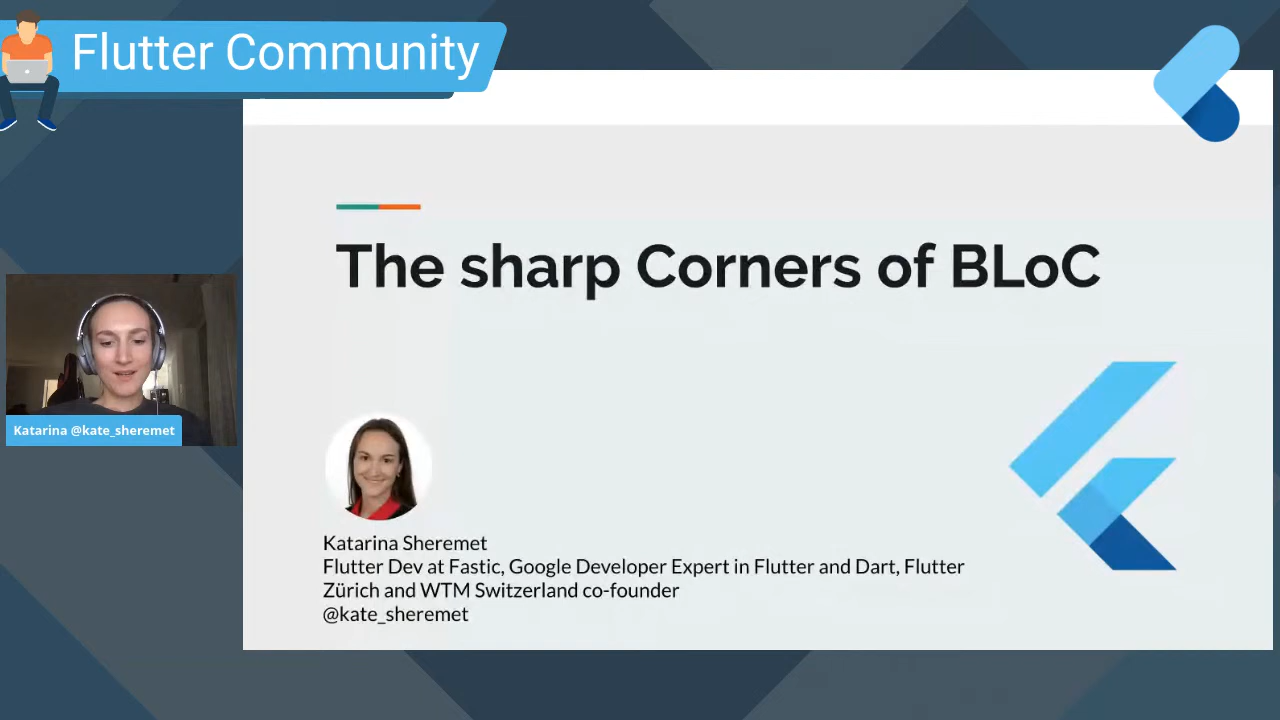 Flutter Community
The sharp Corners of BLoC
Katarina @kate_sheremet
Katarina Sheremet
Flutter Dev at Fastic, Google Developer Expert in Flutter and Dart, Flutter
Zürich and WTM Switzerland co-founder
@kate_sheremet